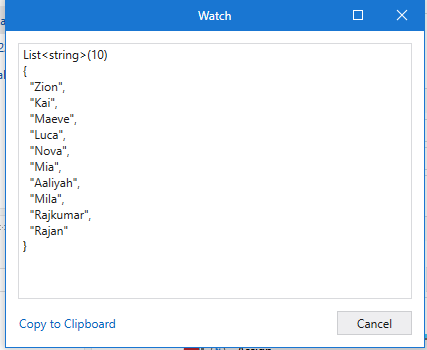 Watch
List<string>(10)
{
"Zion",
"Kai",
"Maeve",
"Luca",
"Nova",
"Mia",
"Aaliyah",
"Mila",
"Rajkumar",
"Rajan"
}
Copy to Clipboard
Cancel